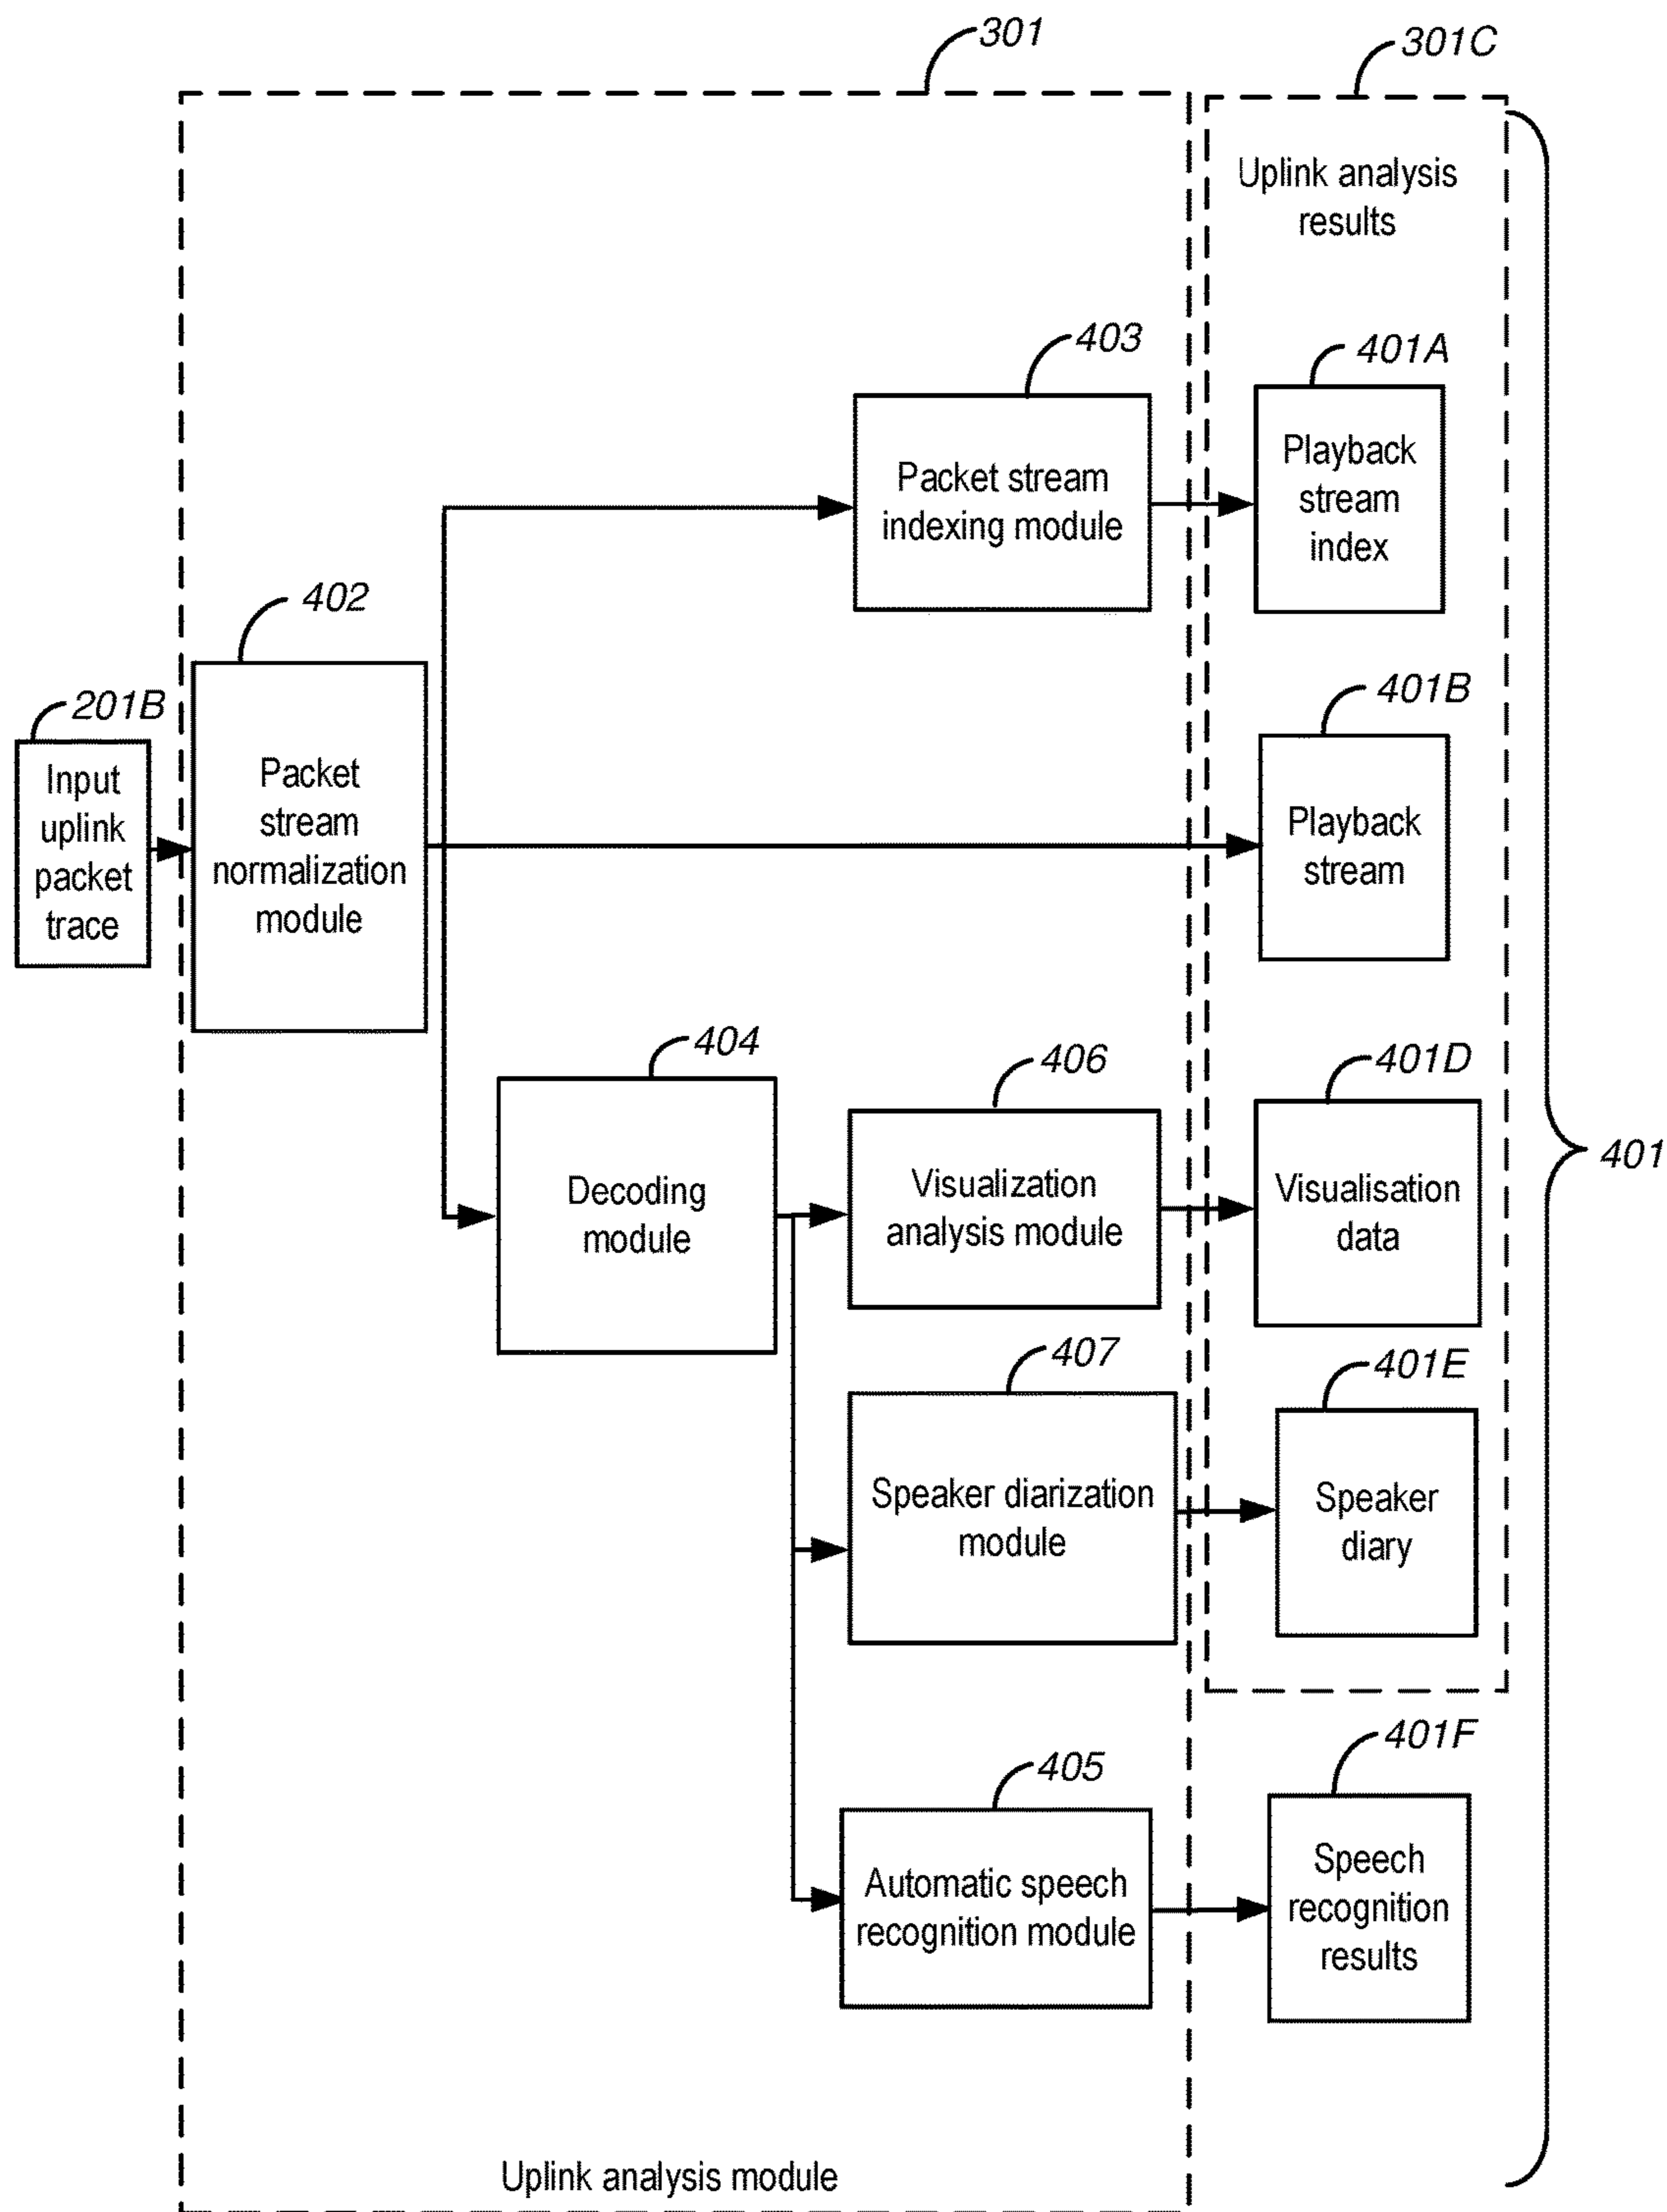 301
301C
Uplink analysis
results
403
401A
Packet stream
indexing module
Playback
stream
index
402
201B
Input
uplink
packet
trace
Packet
stream
normalization
module
401B
Playback
stream
404
406
401D
Decoding
module
Visualization
analysis module
Visualisation
data
401
407
401E
Speaker diarization
module
Speaker
diary
405
401F
Automatic speech
recognition module
Speech
recognition
results
Uplink analysis module